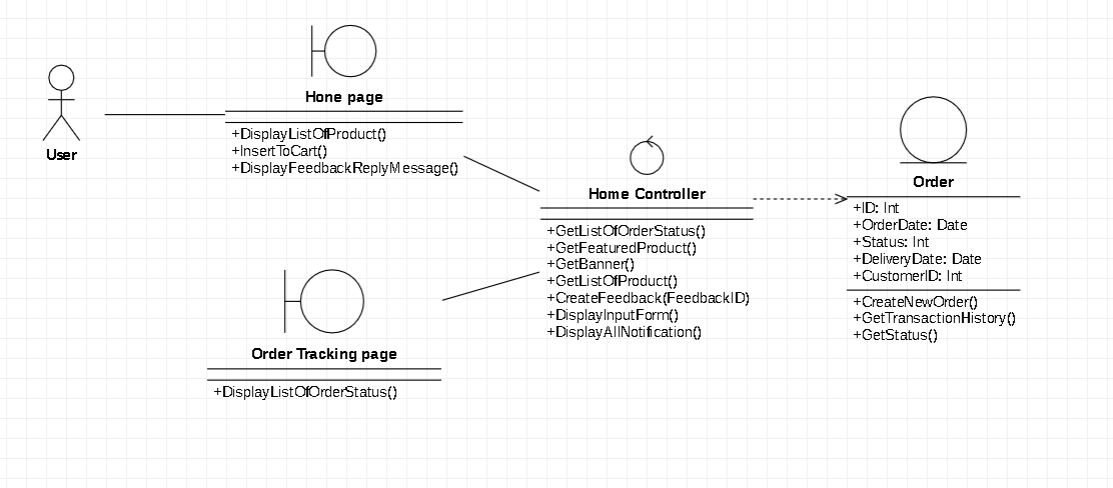 Hone page
+DisplayListOfProduct()
+InsertToCart()
+DisplayFeedbackReplyMessage()
User
Home Controller
+GetListOfOrderStatus()
+GetFeaturedProduct()
+GetBanner()
+GetListOfProduct()
+CreateFeedback(FeedbackID)
+DisplayInputForm()
+DisplayAllNotification()
Order
+ID: Int
+OrderDate: Date
+Status: Int
+DeliveryDate: Date
+CustomerID: Int
+CreateNewOrder()
+GetTransactionHistory()
+GetStatus()
Order Tracking page
+DisplayListOfOrderStatus()